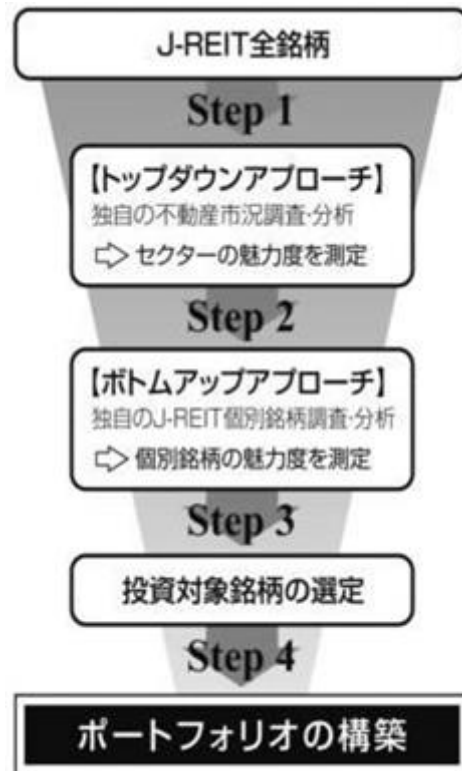 J-REIT全銘柄
Step 1
【トップダウンアプローチ】
独自の不動産市況調査・分析
⇨ セクターの魅力度を測定
Step 2
【ボトムアップアプローチ】
独自のJ-REIT個別銘柄調査・分析
⇨ 個別銘柄の魅力度を測定
Step 3
投資対象銘柄の選定
Step 4
ポートフォリオの構築